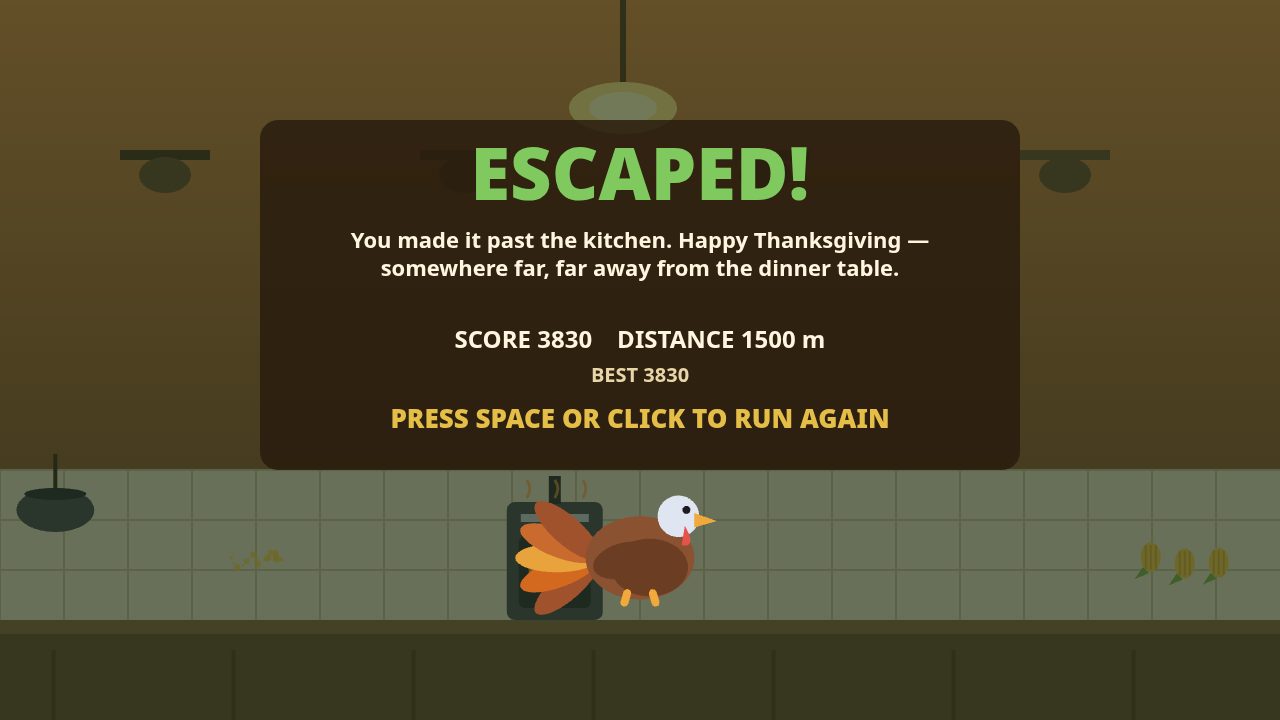 ESCAPED!
You made it past the kitchen. Happy Thanksgiving —
somewhere far, far away from the dinner table.
SCORE 3830 DISTANCE 1500 m
BEST 3830
PRESS SPACE OR CLICK TO RUN AGAIN